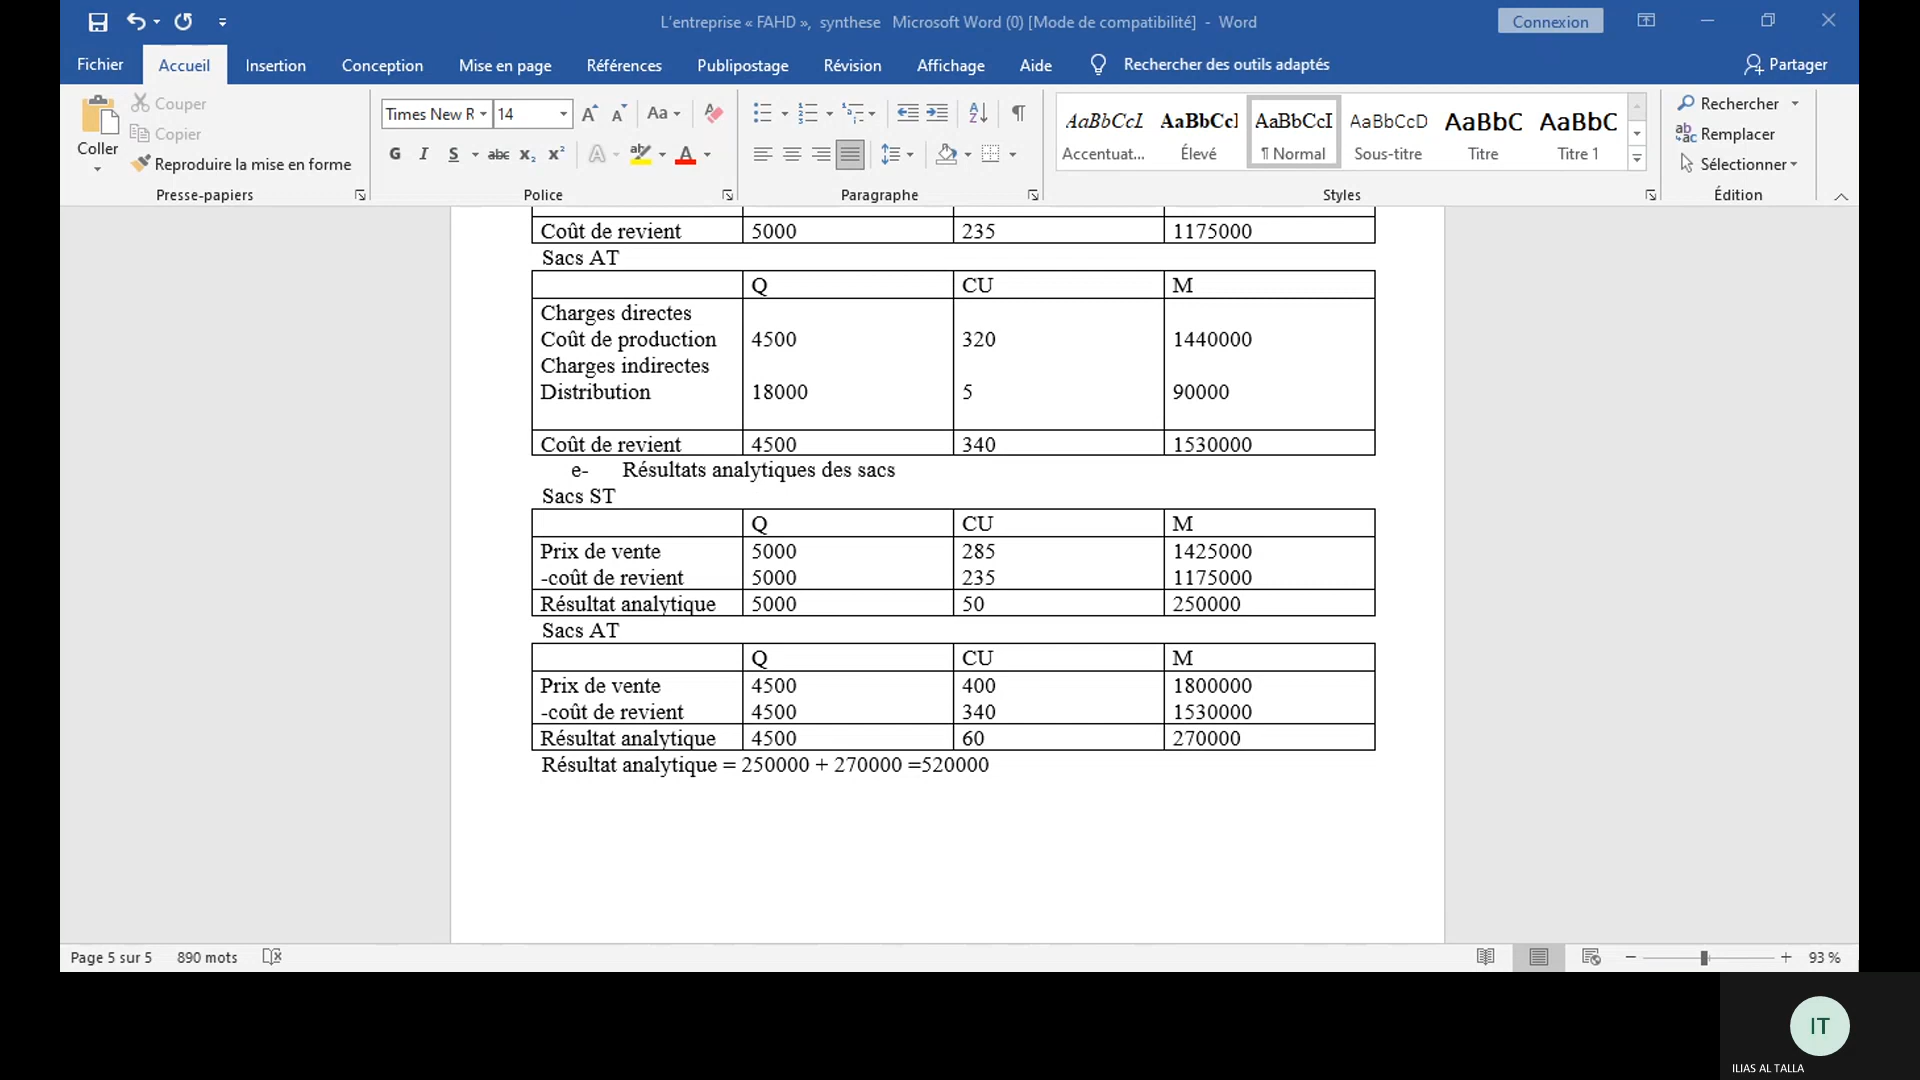 L'entreprise « FAHD », synthese Microsoft Word (0) [Mode de compatibilité] - Word
Connexion
Fichier Accueil Insertion Conception Mise en page Références Publipostage Révision Affichage Aide Rechercher des outils adaptés Partager
Coller
Couper
Copier
Reproduire la mise en forme
Presse-papiers
Times New R 14
G I S abc x₂ x²
Police
Paragraphe
AaBbCcI AaBbCcI AaBbCcI AaBbCcD AaBbC AaBbC
Accentuat... Élevé ¶ Normal Sous-titre Titre Titre 1
Styles
Rechercher
Remplacer
Sélectionner
Édition
Coût de revient 5000 235 1175000
Sacs AT
Q CU M
Charges directes
Coût de production 4500 320 1440000
Charges indirectes
Distribution 18000 5 90000
Coût de revient 4500 340 1530000
e- Résultats analytiques des sacs
Sacs ST
Q CU M
Prix de vente 5000 285 1425000
-coût de revient 5000 235 1175000
Résultat analytique 5000 50 250000
Sacs AT
Q CU M
Prix de vente 4500 400 1800000
-coût de revient 4500 340 1530000
Résultat analytique 4500 60 270000
Résultat analytique = 250000 + 270000 =520000
Page 5 sur 5 890 mots 93 %
IT
ILIAS AL TALLA